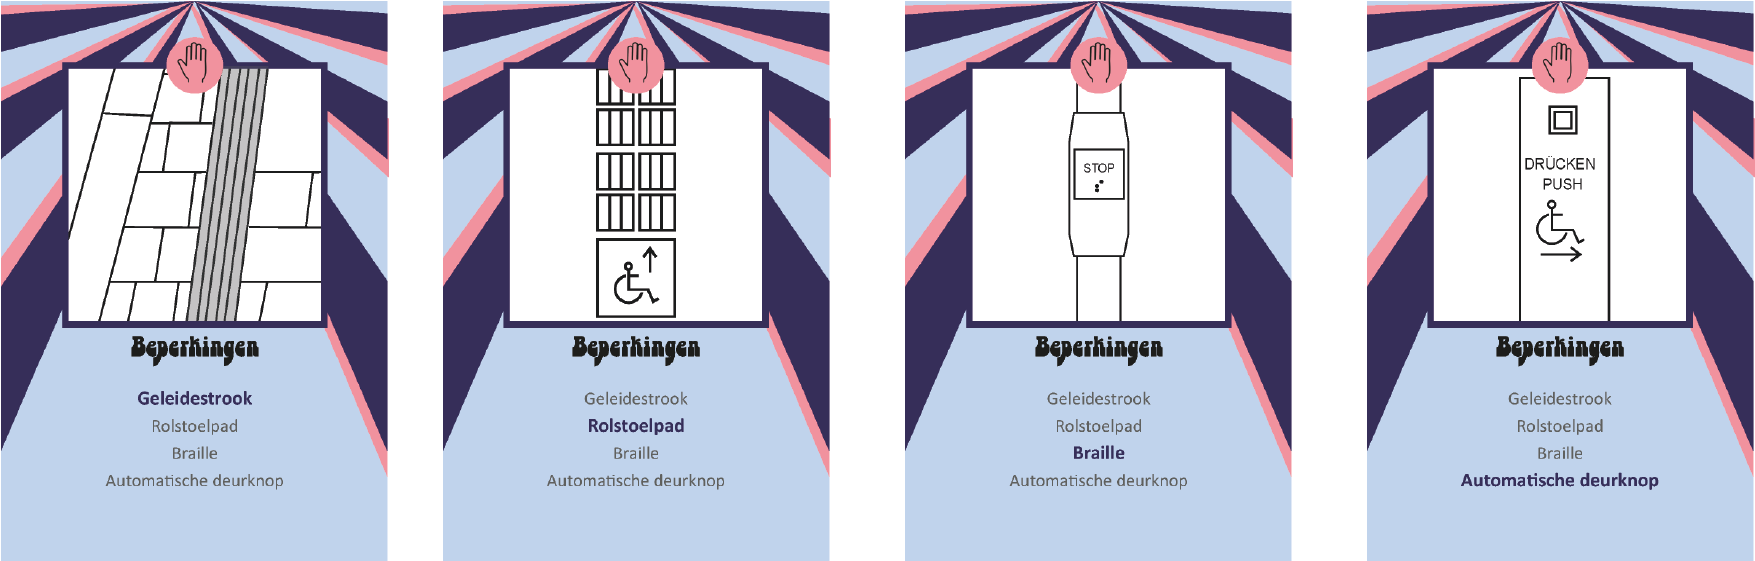 Beperkingen
Geleidestrook
Rolstoelpad
Braille
Automatische deurknop
Beperkingen
Geleidestrook
Rolstoelpad
Braille
Automatische deurknop
STOP
Beperkingen
Geleidestrook
Rolstoelpad
Braille
Automatische deurknop
DRÜCKEN
PUSH
Beperkingen
Geleidestrook
Rolstoelpad
Braille
Automatische deurknop